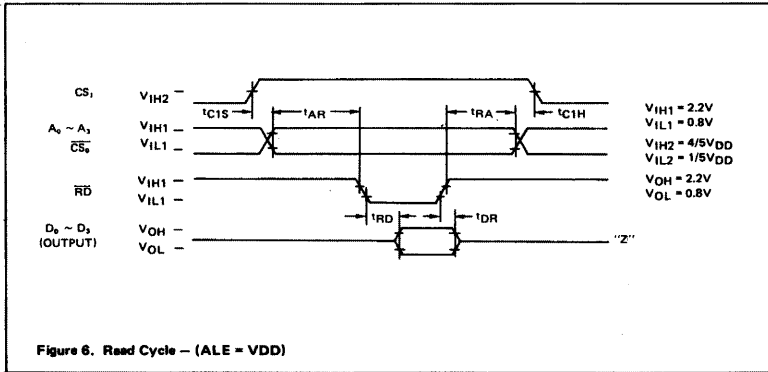 CS₁ VIH2
tC1S tAR tRA tC1H
VIH1 = 2.2V
VIL1 = 0.8V
VIH2 = 4/5VDD
VIL2 = 1/5VDD
VOH = 2.2V
VOL = 0.8V
A₀ ~ A₃ VIH1
C̅S̅₀̅ VIL1
R̅D̅ VIH1
VIL1
tRD tDR
D₀ ~ D₃ VOH
(OUTPUT) VOL
"Z"
Figure 6. Read Cycle — (ALE = VDD)